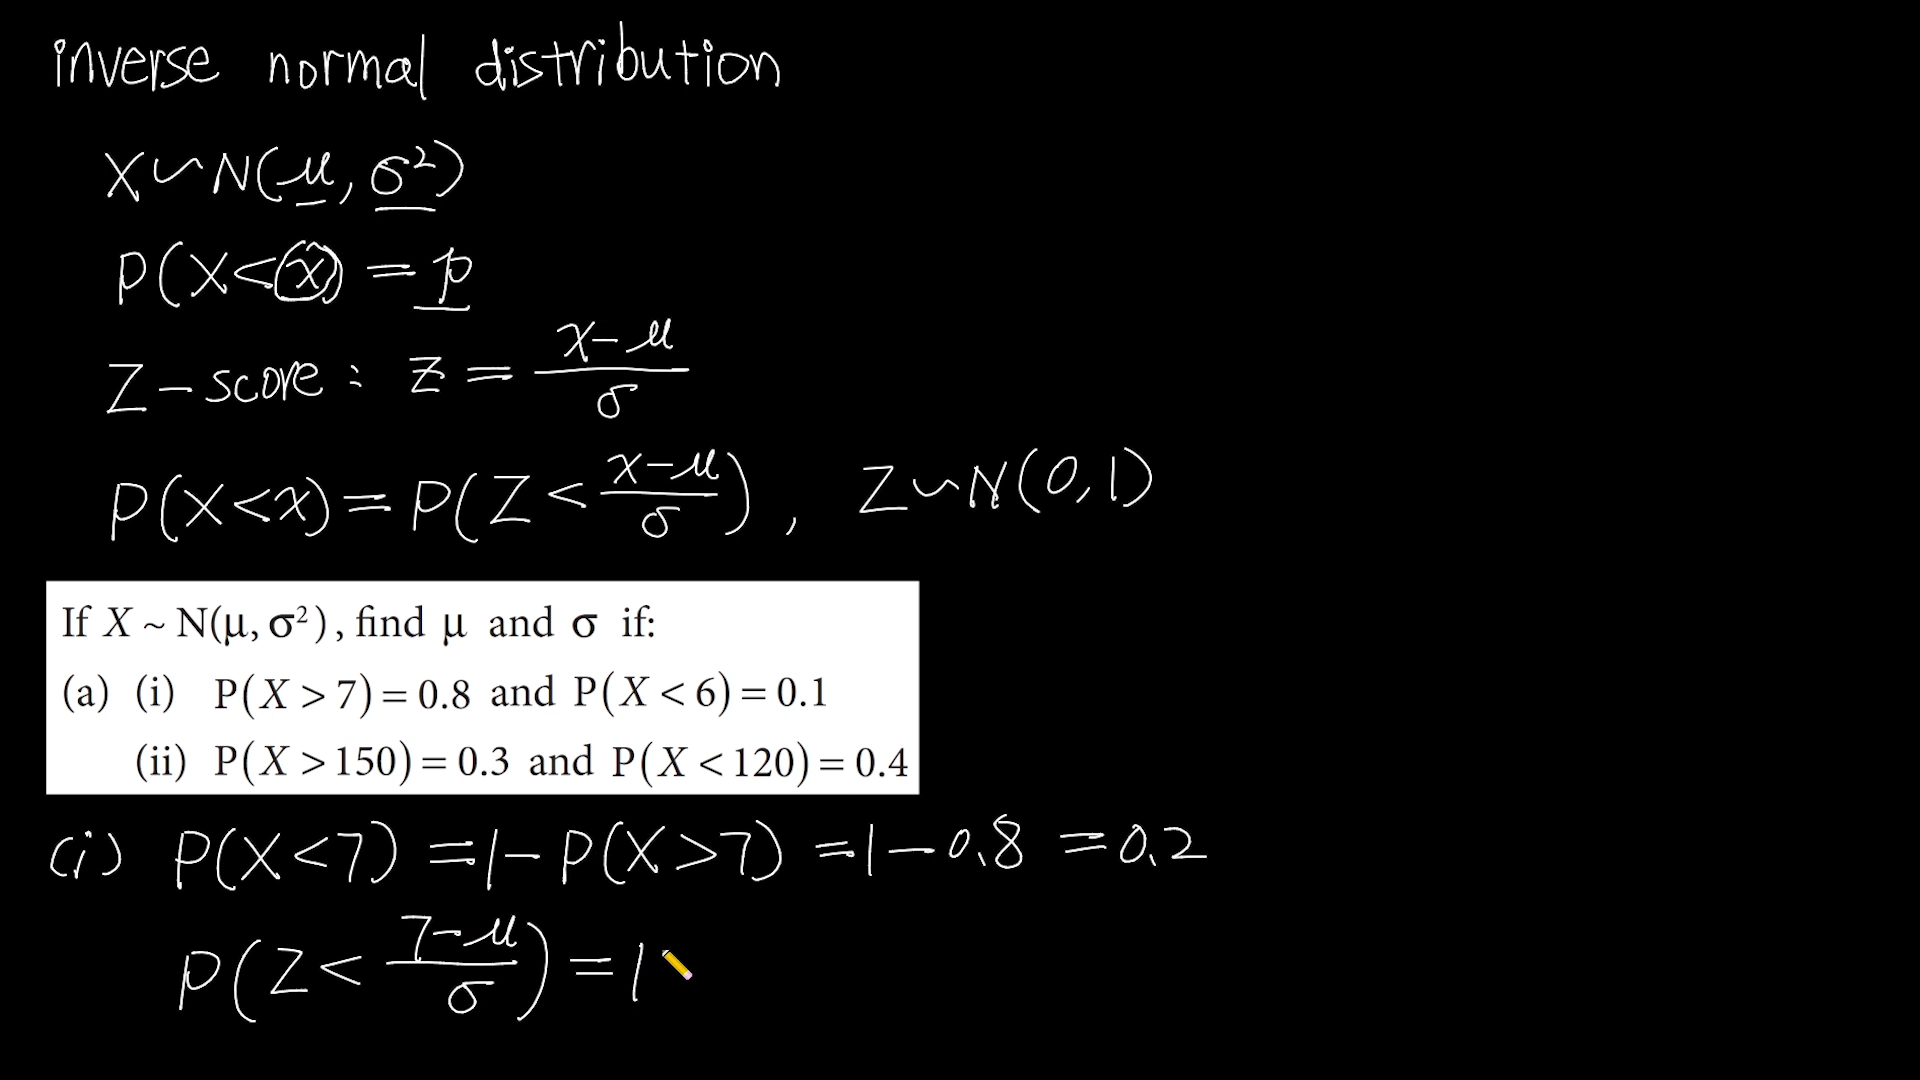 inverse normal distribution
X~N(μ, σ²)
P(X<x) = p
Z-score: z = (x-μ)/σ
P(X<x) = P(Z < (x-μ)/σ), Z~N(0,1)
If X ~ N(μ, σ²), find μ and σ if:
(a) (i) P(X > 7) = 0.8 and P(X < 6) = 0.1
(ii) P(X > 150) = 0.3 and P(X < 120) = 0.4
(i) P(X<7) = 1-P(X>7) = 1-0.8 = 0.2
P(Z < (7-μ)/σ) = 1